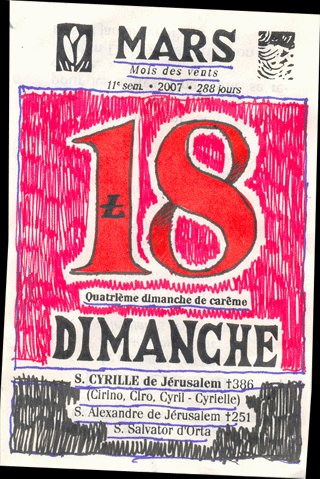 MARS
Mois des vents
11e sem. • 2007 • 288 jours
18
Quatrième dimanche de carême
DIMANCHE
S. CYRILLE de Jérusalem †386
(Cirino, Ciro, Cyril - Cyrielle)
S. Alexandre de Jérusalem †251
S. Salvator d'Orta